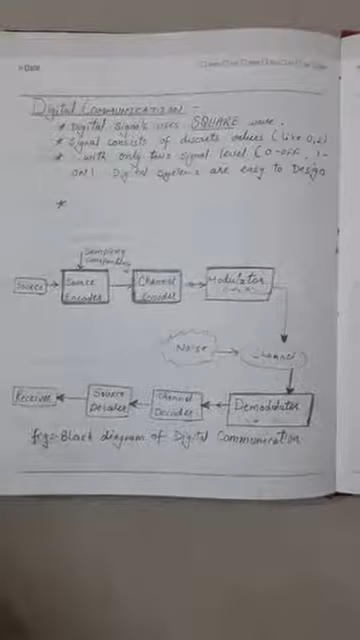 Date
Digital Communication -
* Digital Signals uses SQUARE wave.
* Signal consists of discrete values (like 0,1)
* with only two signal level (0-OFF, 1-
on) Digital Systems are easy to Design
*
Sampling
Source
Source
Encoder
Channel
Encoder
Modulator
Noise
Channel
Receiver
Source
Decoder
Channel
Decoder
Demodulator
fig:- Block diagram of Digital Communication